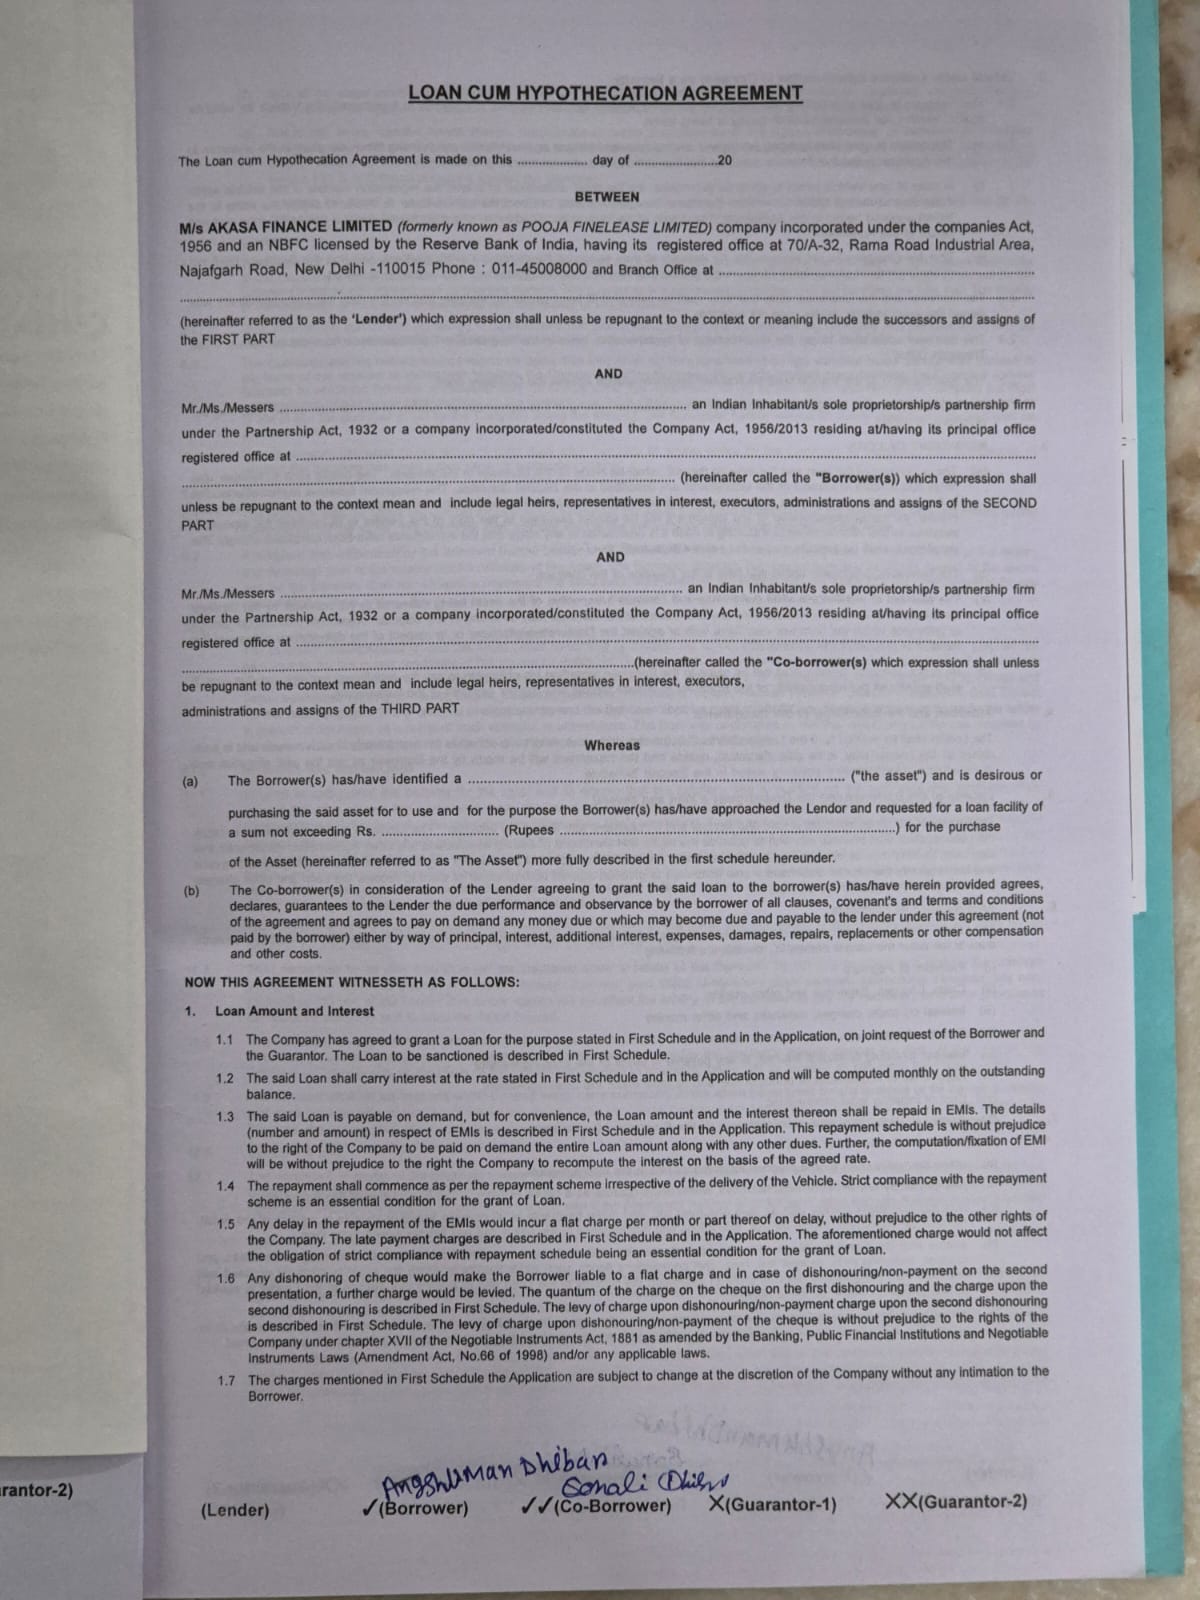 LOAN CUM HYPOTHECATION AGREEMENT
The Loan cum Hypothecation Agreement is made on this ................... day of .......................20
BETWEEN
M/s AKASA FINANCE LIMITED (formerly known as POOJA FINELEASE LIMITED) company incorporated under the companies Act,
1956 and an NBFC licensed by the Reserve Bank of India, having its registered office at 70/A-32, Rama Road Industrial Area,
Najafgarh Road, New Delhi -110015 Phone : 011-45008000 and Branch Office at ........................................
........................................
(hereinafter referred to as the 'Lender') which expression shall unless be repugnant to the context or meaning include the successors and assigns of
the FIRST PART
AND
Mr./Ms./Messers ........................................ an Indian Inhabitant/s sole proprietorship/s partnership firm
under the Partnership Act, 1932 or a company incorporated/constituted the Company Act, 1956/2013 residing at/having its principal office
registered office at ........................................
........................................ (hereinafter called the "Borrower(s)) which expression shall
unless be repugnant to the context mean and include legal heirs, representatives in interest, executors, administrations and assigns of the SECOND
PART
AND
Mr./Ms./Messers ........................................ an Indian Inhabitant/s sole proprietorship/s partnership firm
under the Partnership Act, 1932 or a company incorporated/constituted the Company Act, 1956/2013 residing at/having its principal office
registered office at ........................................
........................................(hereinafter called the "Co-borrower(s) which expression shall unless
be repugnant to the context mean and include legal heirs, representatives in interest, executors,
administrations and assigns of the THIRD PART
Whereas
(a) The Borrower(s) has/have identified a ........................................ ("the asset") and is desirous or
purchasing the said asset for to use and for the purpose the Borrower(s) has/have approached the Lendor and requested for a loan facility of
a sum not exceeding Rs. .............................. (Rupees ........................................) for the purchase
of the Asset (hereinafter referred to as "The Asset") more fully described in the first schedule hereunder.
(b) The Co-borrower(s) in consideration of the Lender agreeing to grant the said loan to the borrower(s) has/have herein provided agrees,
declares, guarantees to the Lender the due performance and observance by the borrower of all clauses, covenant's and terms and conditions
of the agreement and agrees to pay on demand any money due or which may become due and payable to the lender under this agreement (not
paid by the borrower) either by way of principal, interest, additional interest, expenses, damages, repairs, replacements or other compensation
and other costs.
NOW THIS AGREEMENT WITNESSETH AS FOLLOWS:
1. Loan Amount and Interest
1.1 The Company has agreed to grant a Loan for the purpose stated in First Schedule and in the Application, on joint request of the Borrower and
the Guarantor. The Loan to be sanctioned is described in First Schedule.
1.2 The said Loan shall carry interest at the rate stated in First Schedule and in the Application and will be computed monthly on the outstanding
balance.
1.3 The said Loan is payable on demand, but for convenience, the Loan amount and the interest thereon shall be repaid in EMIs. The details
(number and amount) in respect of EMIs is described in First Schedule and in the Application. This repayment schedule is without prejudice
to the right of the Company to be paid on demand the entire Loan amount along with any other dues. Further, the computation/fixation of EMI
will be without prejudice to the right the Company to recompute the interest on the basis of the agreed rate.
1.4 The repayment shall commence as per the repayment scheme irrespective of the delivery of the Vehicle. Strict compliance with the repayment
scheme is an essential condition for the grant of Loan.
1.5 Any delay in the repayment of the EMIs would incur a flat charge per month or part thereof on delay, without prejudice to the other rights of
the Company. The late payment charges are described in First Schedule and in the Application. The aforementioned charge would not affect
the obligation of strict compliance with repayment schedule being an essential condition for the grant of Loan.
1.6 Any dishonoring of cheque would make the Borrower liable to a flat charge and in case of dishonouring/non-payment on the second
presentation, a further charge would be levied. The quantum of the charge on the cheque on the first dishonouring and the charge upon the
second dishonouring is described in First Schedule. The levy of charge upon dishonouring/non-payment charge upon the second dishonouring
is described in First Schedule. The levy of charge upon dishonouring/non-payment of the cheque is without prejudice to the rights of the
Company under chapter XVII of the Negotiable Instruments Act, 1881 as amended by the Banking, Public Financial Institutions and Negotiable
Instruments Laws (Amendment Act, No.66 of 1998) and/or any applicable laws.
1.7 The charges mentioned in First Schedule the Application are subject to change at the discretion of the Company without any intimation to the
Borrower.
Angshuman Dhibar
Sonali Dhibar
(Lender) ✓(Borrower) ✓✓(Co-Borrower) X(Guarantor-1) XX(Guarantor-2)
rantor-2)